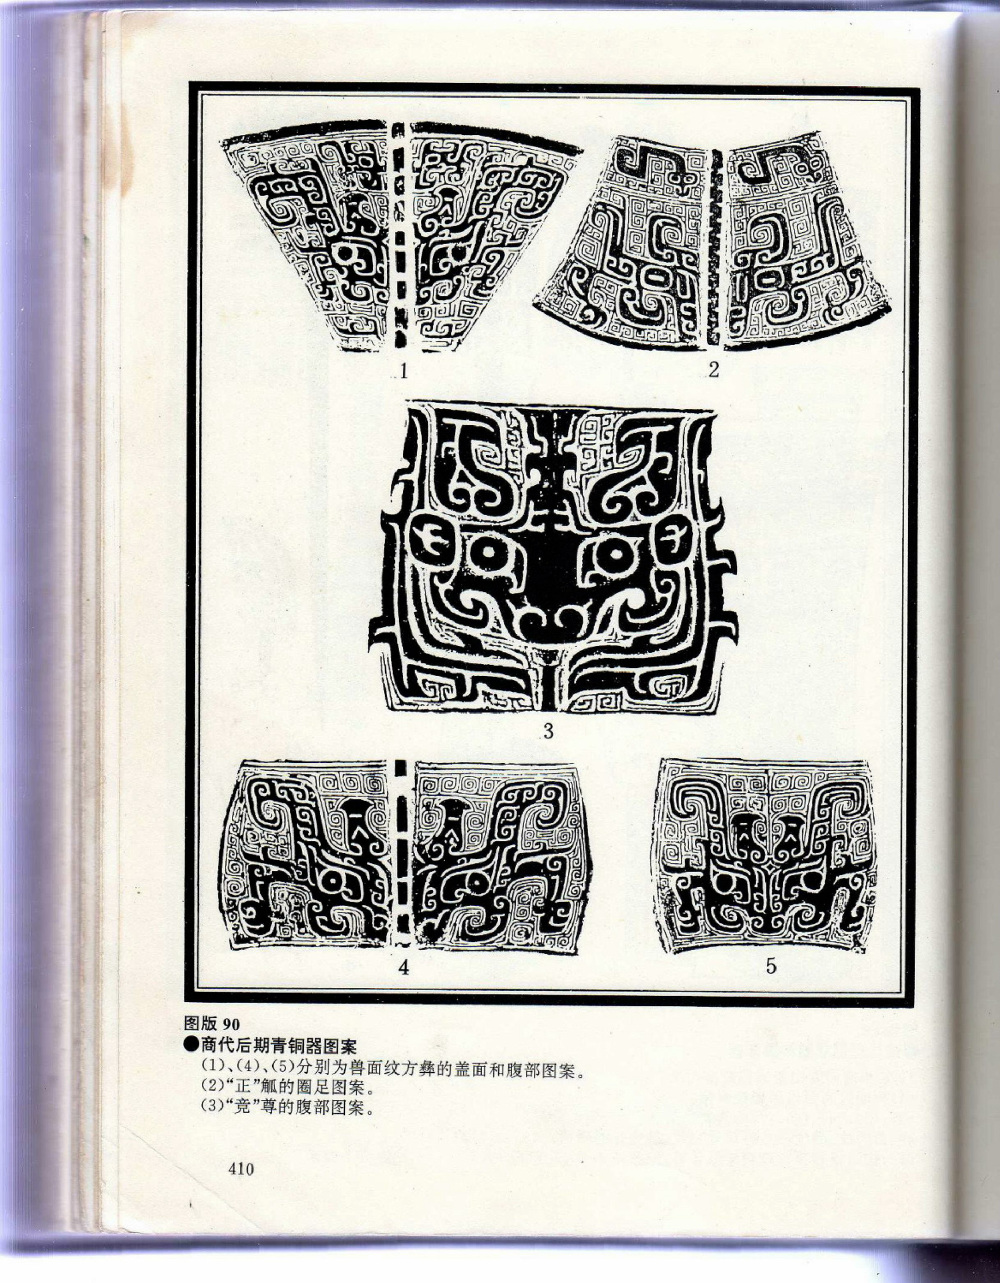 1
2
3
4
5
图版 90
●商代后期青铜器图案
(1)、(4)、(5)分别为兽面纹方彝的盖面和腹部图案。
(2)“正”觚的圈足图案。
(3)“竞”尊的腹部图案。
410